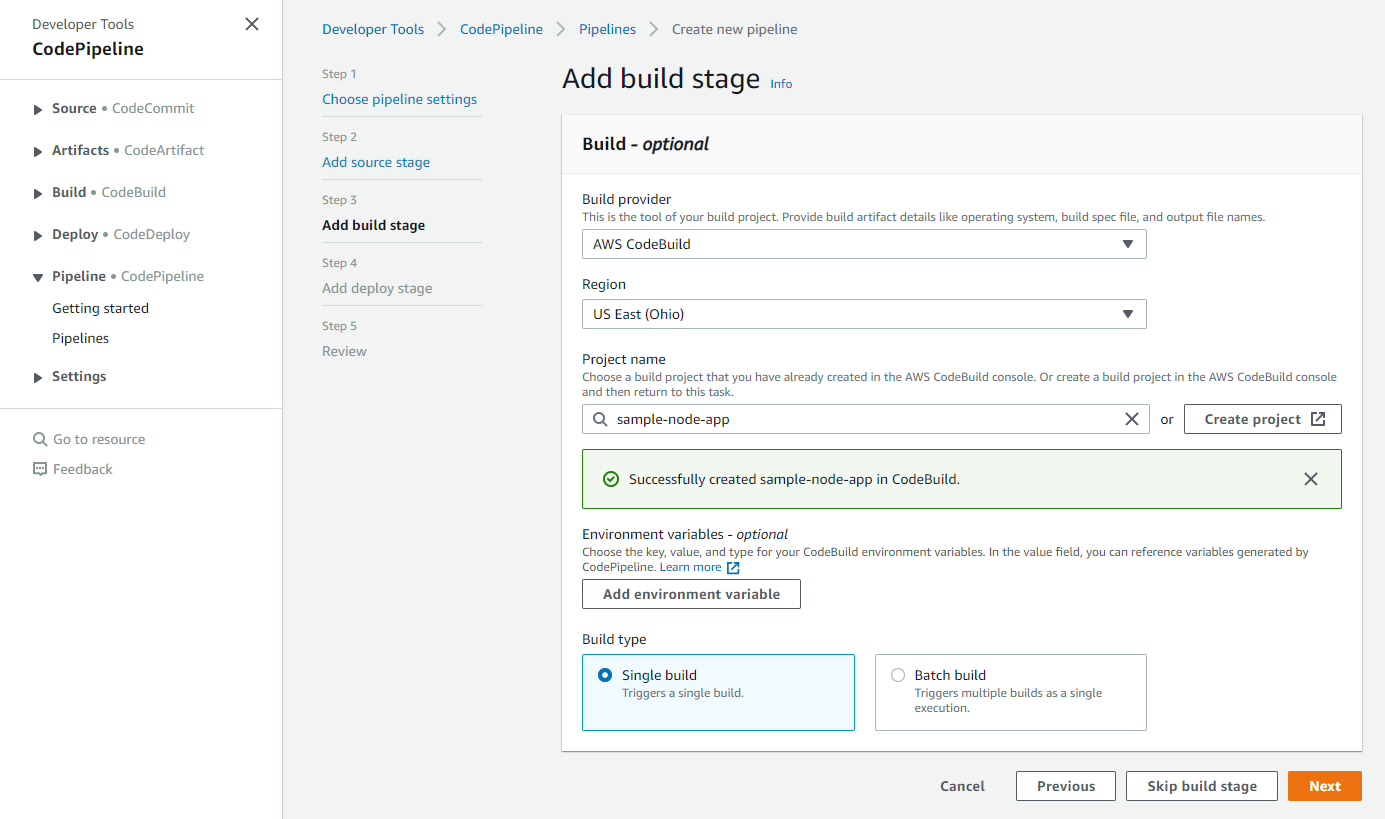 Developer Tools
CodePipeline
Source • CodeCommit
Artifacts • CodeArtifact
Build • CodeBuild
Deploy • CodeDeploy
Pipeline • CodePipeline
Getting started
Pipelines
Settings
Go to resource
Feedback
Developer Tools > CodePipeline > Pipelines > Create new pipeline
Step 1
Choose pipeline settings
Step 2
Add source stage
Step 3
Add build stage
Step 4
Add deploy stage
Step 5
Review
Add build stage Info
Build - optional
Build provider
This is the tool of your build project. Provide build artifact details like operating system, build spec file, and output file names.
AWS CodeBuild
Region
US East (Ohio)
Project name
Choose a build project that you have already created in the AWS CodeBuild console. Or create a build project in the AWS CodeBuild console
and then return to this task.
sample-node-app or Create project
Successfully created sample-node-app in CodeBuild.
Environment variables - optional
Choose the key, value, and type for your CodeBuild environment variables. In the value field, you can reference variables generated by
CodePipeline. Learn more
Add environment variable
Build type
Single build
Triggers a single build.
Batch build
Triggers multiple builds as a single
execution.
Cancel Previous Skip build stage Next